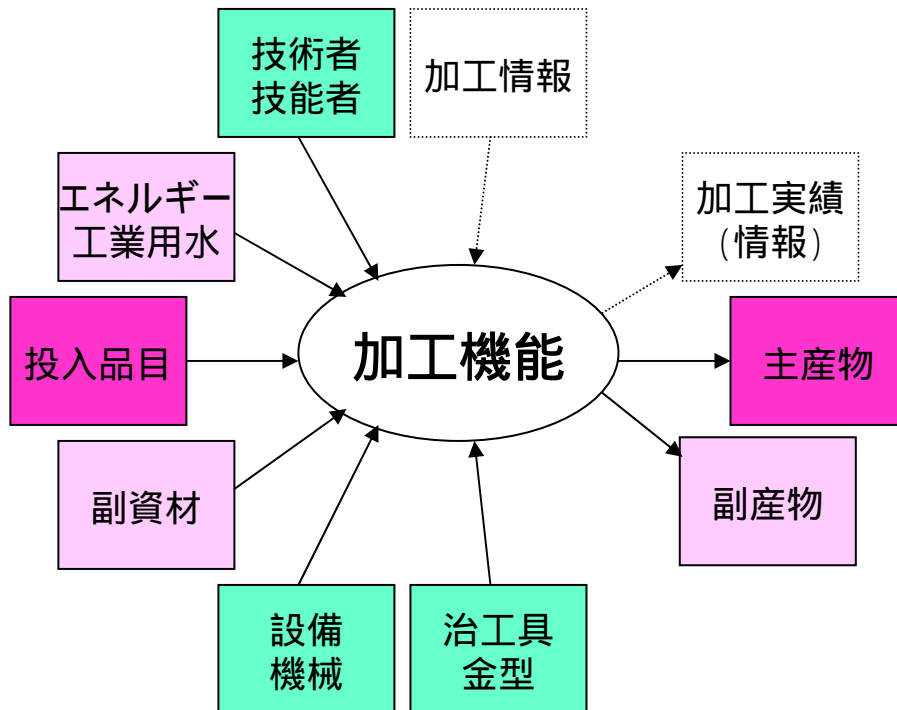 技術者
技能者
加工情報
エネルギー
工業用水
加工実績
(情報)
投入品目
加工機能
主産物
副資材
副産物
設備
機械
治工具
金型